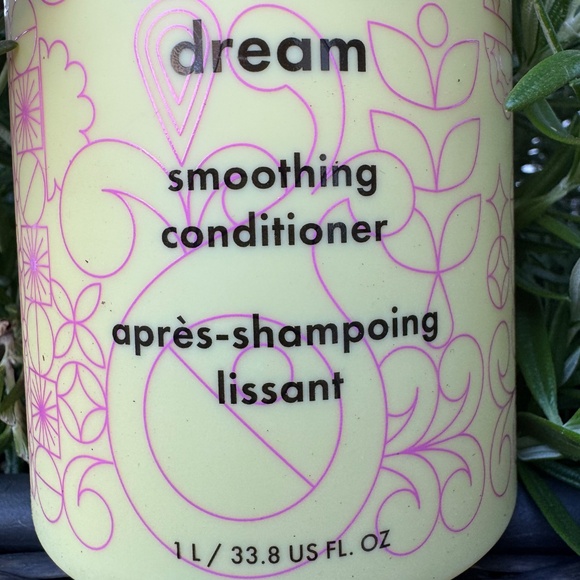 dream
smoothing
conditioner
après-shampoing
lissant
1 L / 33.8 US FL. OZ